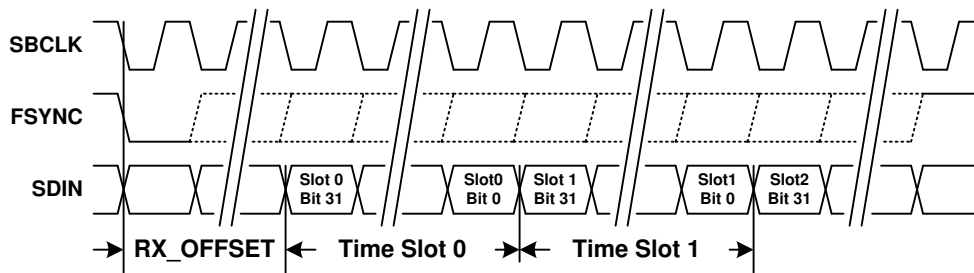 SBCLK
FSYNC
SDIN
Slot 0
Bit 31
Slot0
Bit 0
Slot 1
Bit 31
Slot1
Bit 0
Slot2
Bit 31
RX_OFFSET
Time Slot 0
Time Slot 1